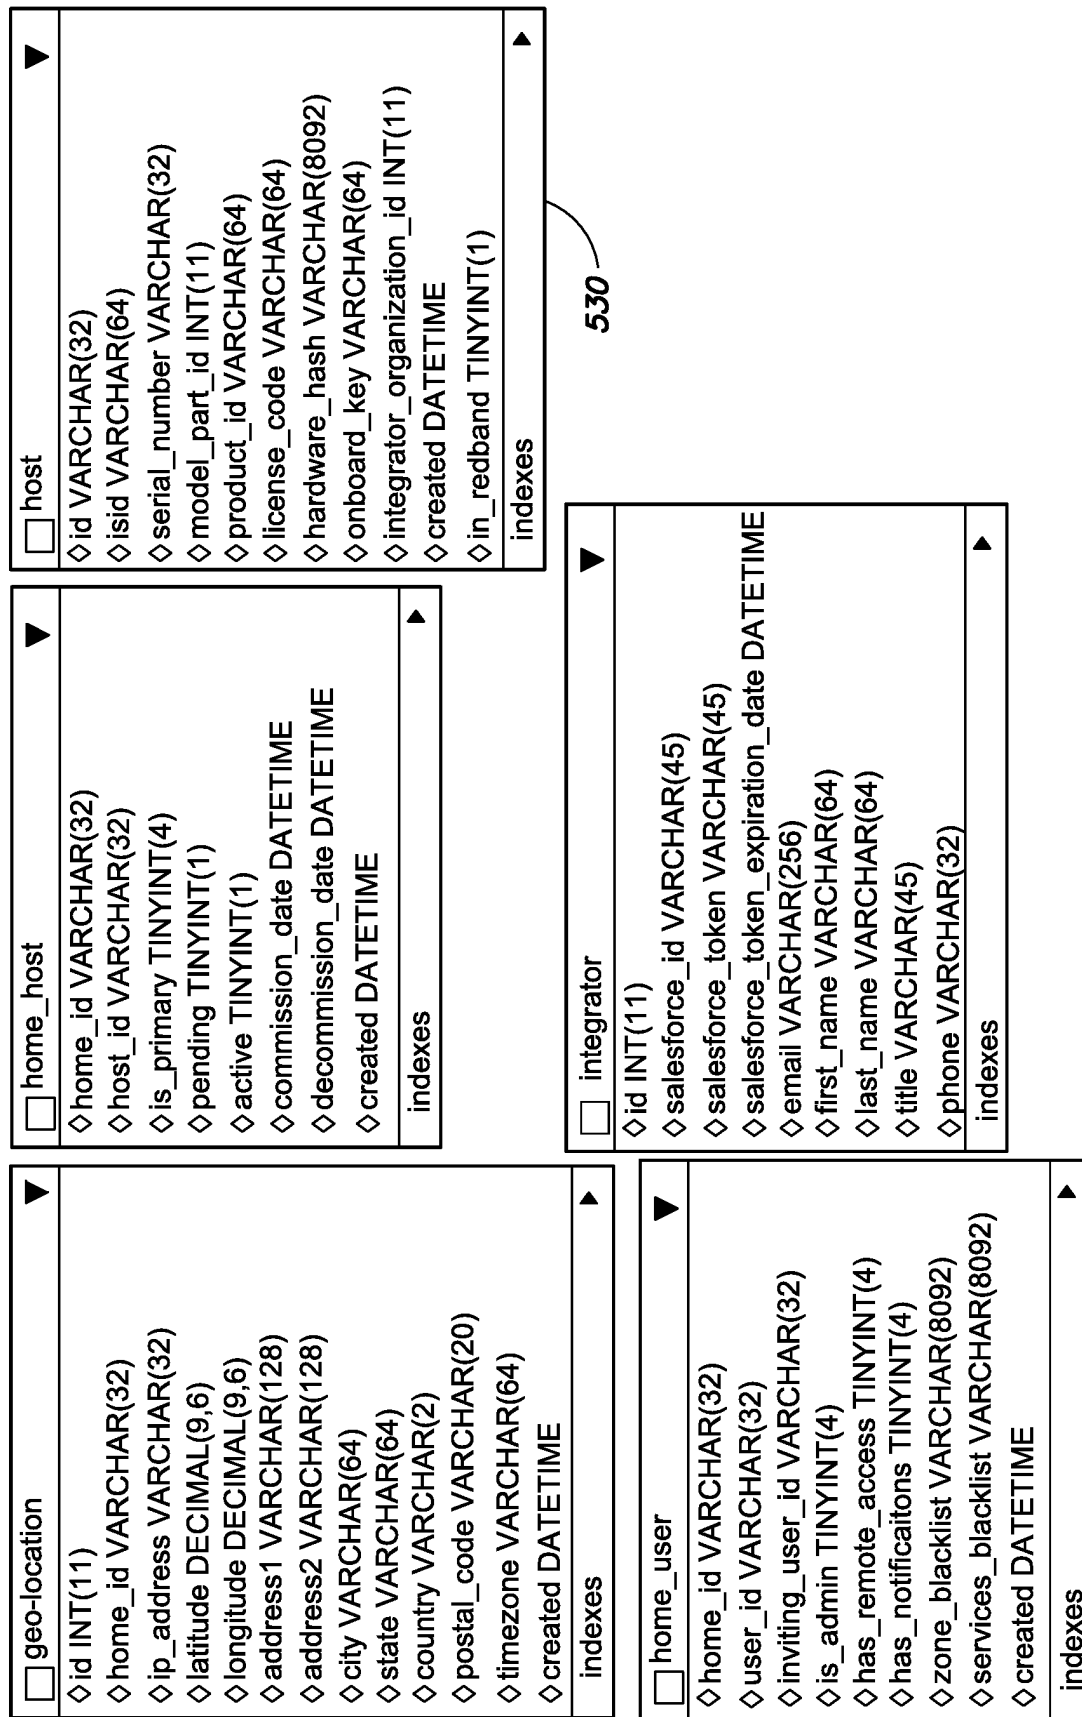 geo-location
◇id INT(11)
◇home_id VARCHAR(32)
◇ip_address VARCHAR(32)
◇latitude DECIMAL(9,6)
◇longitude DECIMAL(9,6)
◇address1 VARCHAR(128)
◇address2 VARCHAR(128)
◇city VARCHAR(64)
◇state VARCHAR(64)
◇country VARCHAR(2)
◇postal_code VARCHAR(20)
◇timezone VARCHAR(64)
◇created DATETIME
indexes
home_host
◇home_id VARCHAR(32)
◇host_id VARCHAR(32)
◇is_primary TINYINT(4)
◇pending TINYINT(1)
◇active TINYINT(1)
◇commission_date DATETIME
◇decommission_date DATETIME
◇created DATETIME
indexes
host
◇id VARCHAR(32)
◇isid VARCHAR(64)
◇serial_number VARCHAR(32)
◇model_part_id INT(11)
◇product_id VARCHAR(64)
◇license_code VARCHAR(64)
◇hardware_hash VARCHAR(8092)
◇onboard_key VARCHAR(64)
◇integrator_organization_id INT(11)
◇created DATETIME
◇in_redband TINYINT(1)
indexes
530
home_user
◇home_id VARCHAR(32)
◇user_id VARCHAR(32)
◇inviting_user_id VARCHAR(32)
◇is_admin TINYINT(4)
◇has_remote_access TINYINT(4)
◇has_notificaitons TINYINT(4)
◇zone_blacklist VARCHAR(8092)
◇services_blacklist VARCHAR(8092)
◇created DATETIME
indexes
integrator
◇id INT(11)
◇salesforce_id VARCHAR(45)
◇salesforce_token VARCHAR(45)
◇salesforce_token_expiration_date DATETIME
◇email VARCHAR(256)
◇first_name VARCHAR(64)
◇last_name VARCHAR(64)
◇title VARCHAR(45)
◇phone VARCHAR(32)
indexes